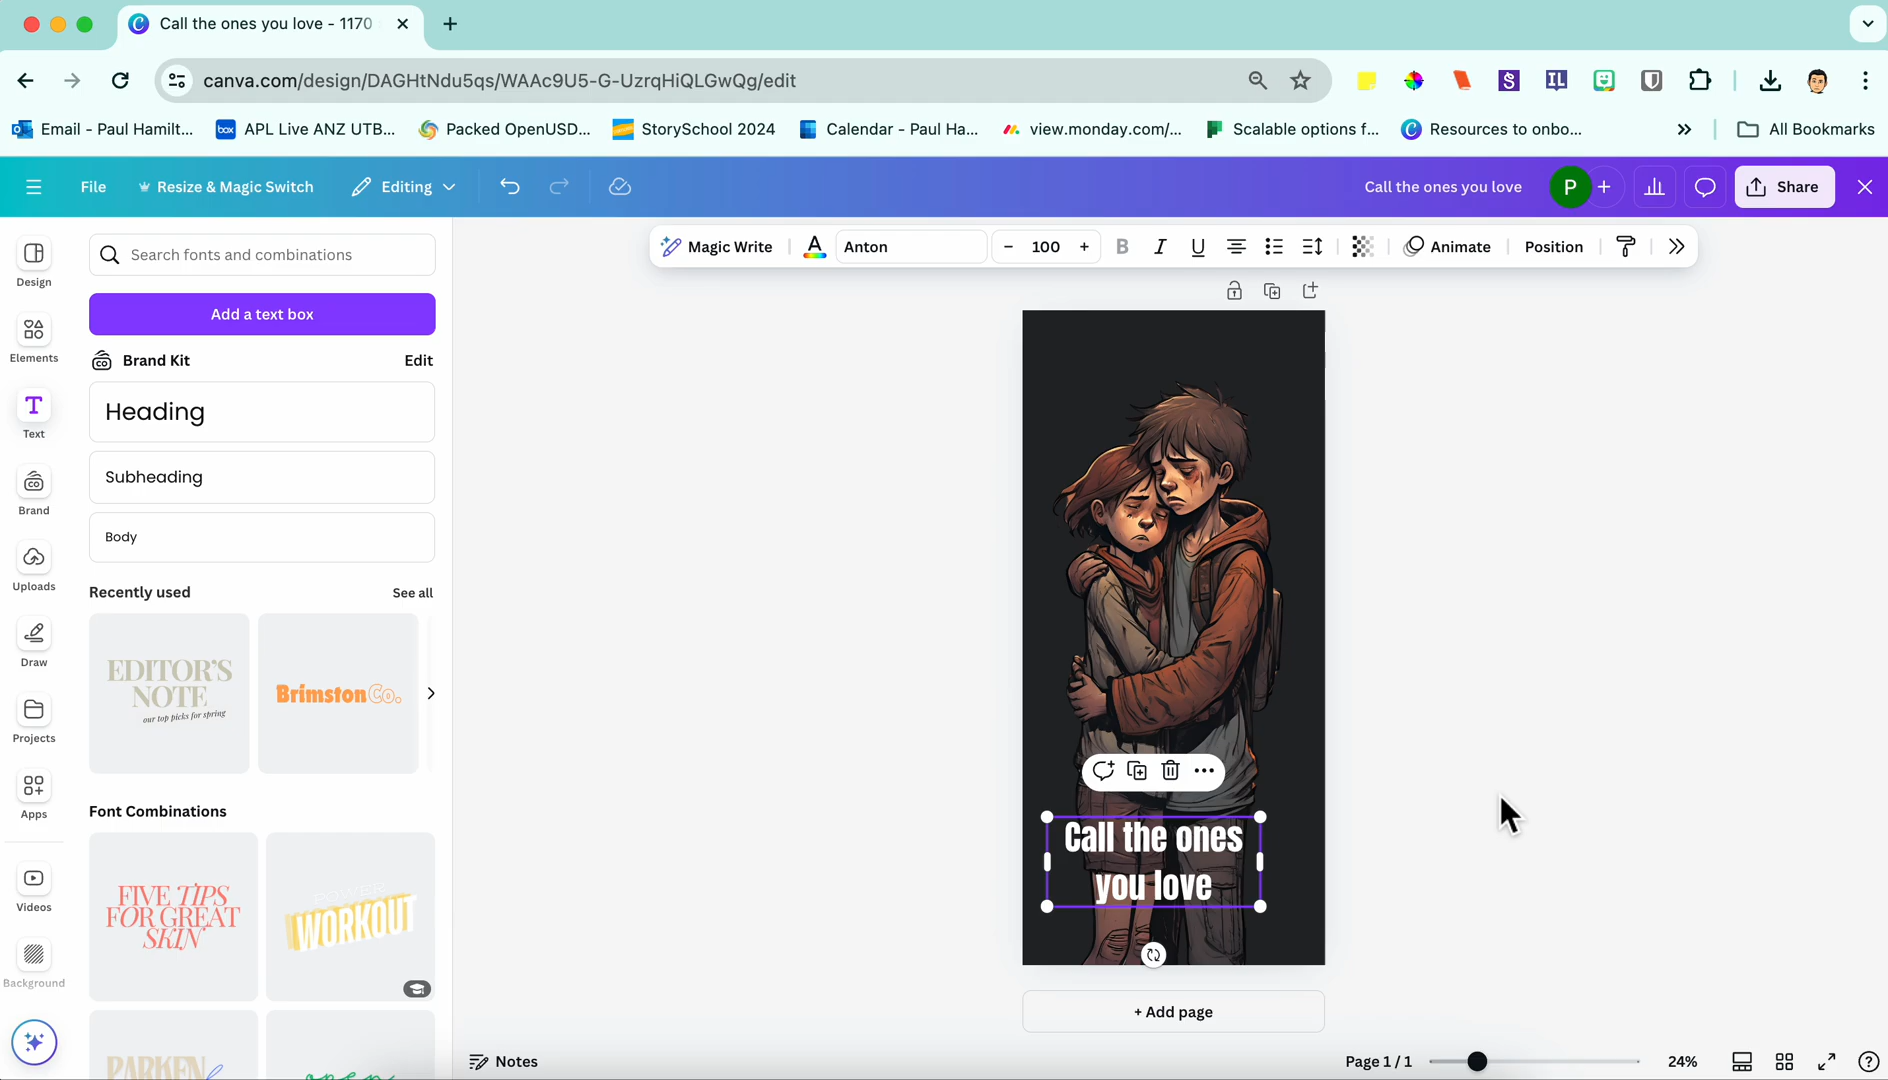 Call the ones you love - 1170
canva.com/design/DAGHtNdu5qs/WAAc9U5-G-UzrqHiQLGwQg/edit
Email - Paul Hamilt...
box
APL Live ANZ UTB...
Packed OpenUSD...
StorySchool 2024
Calendar - Paul Ha...
view.monday.com/...
Scalable options f...
Resources to onbo...
All Bookmarks
File
Resize & Magic Switch
Editing
Call the ones you love
P
Share
Search fonts and combinations
Magic Write
Anton
100
Animate
Position
Design
Elements
Text
Brand
Uploads
Draw
Projects
Apps
Videos
Background
Add a text box
Brand Kit
Edit
Heading
Subheading
Body
Recently used
See all
EDITOR'S
NOTE
our top picks for spring
BrimstonCo.
Font Combinations
FIVE TIPS
FOR GREAT
SKIN
POWER
WORKOUT
PARKEN
open
Call the ones
you love
+ Add page
Notes
Page 1 / 1
24%